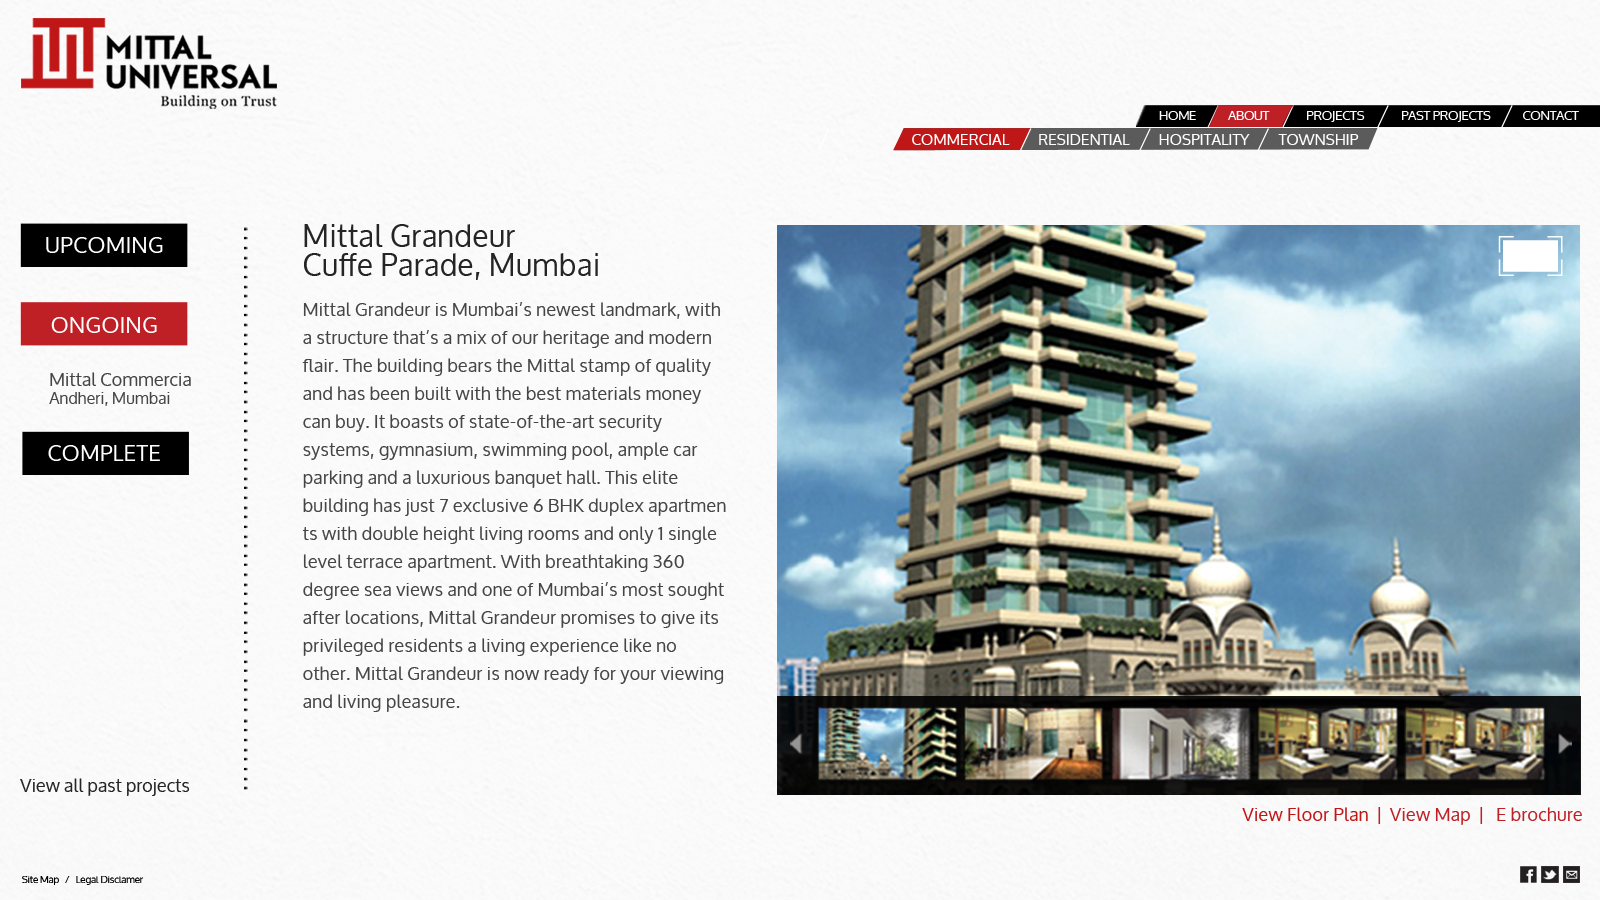 MITTAL
UNIVERSAL
Building on Trust
HOME ABOUT PROJECTS PAST PROJECTS CONTACT
COMMERCIAL RESIDENTIAL HOSPITALITY TOWNSHIP
UPCOMING
ONGOING
Mittal Commercia
Andheri, Mumbai
COMPLETE
View all past projects
Mittal Grandeur
Cuffe Parade, Mumbai
Mittal Grandeur is Mumbai's newest landmark, with
a structure that's a mix of our heritage and modern
flair. The building bears the Mittal stamp of quality
and has been built with the best materials money
can buy. It boasts of state-of-the-art security
systems, gymnasium, swimming pool, ample car
parking and a luxurious banquet hall. This elite
building has just 7 exclusive 6 BHK duplex apartmen
ts with double height living rooms and only 1 single
level terrace apartment. With breathtaking 360
degree sea views and one of Mumbai's most sought
after locations, Mittal Grandeur promises to give its
privileged residents a living experience like no
other. Mittal Grandeur is now ready for your viewing
and living pleasure.
View Floor Plan | View Map | E brochure
Site Map / Legal Disclamer